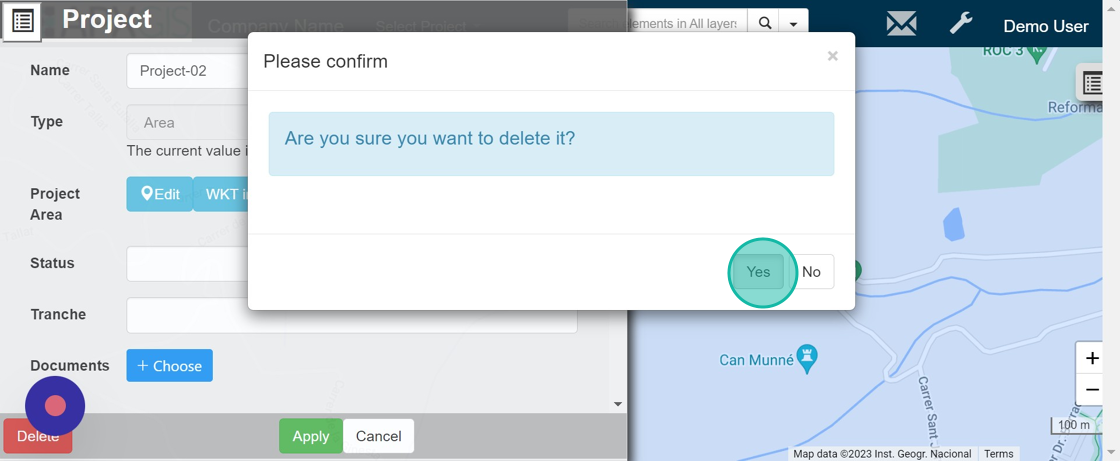 Project
Company Name
Select Project
elements in All layers
Demo User
Name
Project-02
Type
Area
The current value i
Project
Area
Edit
WKT i
Status
Tranche
Documents
+ Choose
Delete
Apply
Cancel
Please confirm
×
Are you sure you want to delete it?
Yes
No
ROC 3
Reforma
Can Munné
Carrer Sant J
+
−
100 m
Map data ©2023 Inst. Geogr. Nacional
Terms